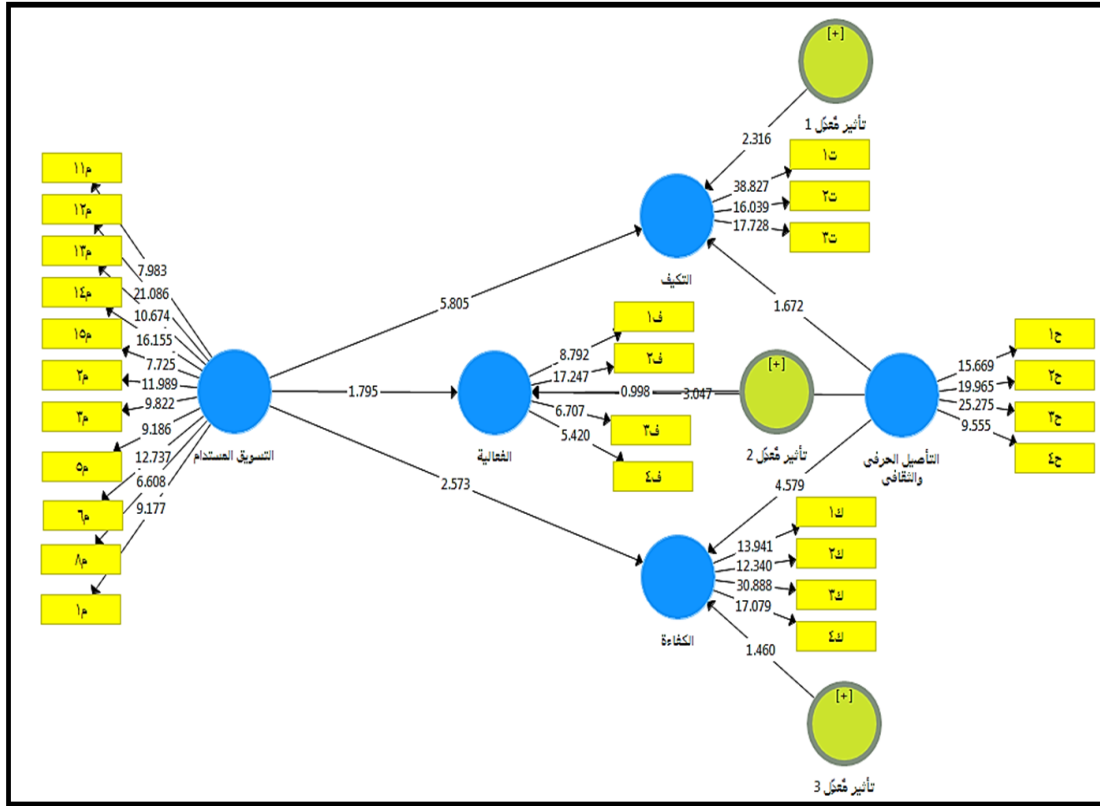 [+]
تأثير مُعدِّل 1
2.316
ت١
ت٢
ت٣
38.827
16.039
17.728
التكيف
م١١
م١٢
م١٣
م١٤
م١٥
م٢
م٣
م٥
م٦
م٨
م١
7.983
21.086
10.674
16.155
7.725
11.989
9.822
9.186
12.737
6.608
9.177
التسويق المستدام
5.805
1.795
2.573
1.672
ف١
ف٢
ف٣
ف٤
8.792
17.247
6.707
5.420
الفعالية
0.998
3.047
[+]
تأثير مُعدِّل 2
ح١
ح٢
ح٣
ح٤
15.669
19.965
25.275
9.555
التأصيل الحرفي
والثقافي
4.579
ك١
ك٢
ك٣
ك٤
13.941
12.340
30.888
17.079
الكفاءة
1.460
[+]
تأثير مُعدِّل 3